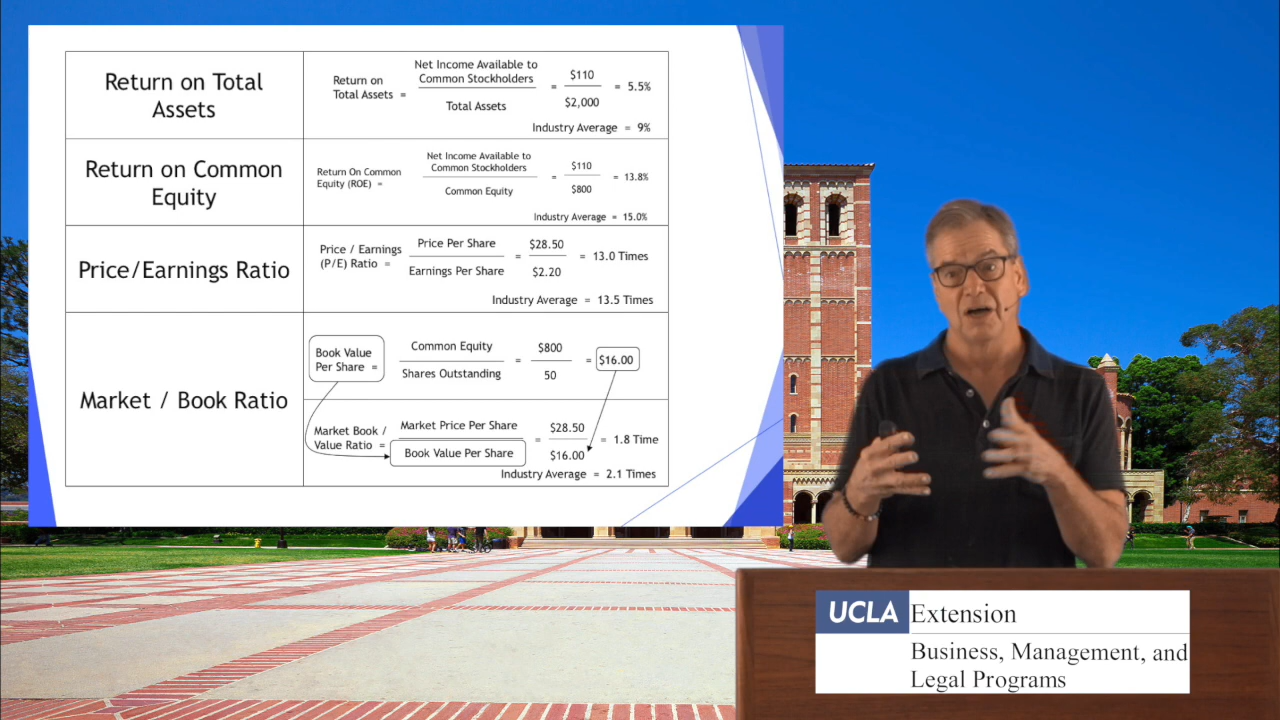 Return on Total
Assets
Return on
Total Assets =
Net Income Available to
Common Stockholders
Total Assets
=
$110
$2,000
= 5.5%
Industry Average = 9%
Return on Common
Equity
Return On Common
Equity (ROE) =
Net Income Available to
Common Stockholders
Common Equity
=
$110
$800
= 13.8%
Industry Average = 15.0%
Price/Earnings Ratio
Price / Earnings
(P/E) Ratio =
Price Per Share
Earnings Per Share
=
$28.50
$2.20
= 13.0 Times
Industry Average = 13.5 Times
Market / Book Ratio
Book Value
Per Share =
Common Equity
Shares Outstanding
=
$800
50
= $16.00
Market Book /
Value Ratio =
Market Price Per Share
Book Value Per Share
=
$28.50
$16.00
= 1.8 Time
Industry Average = 2.1 Times
UCLA Extension
Business, Management, and
Legal Programs